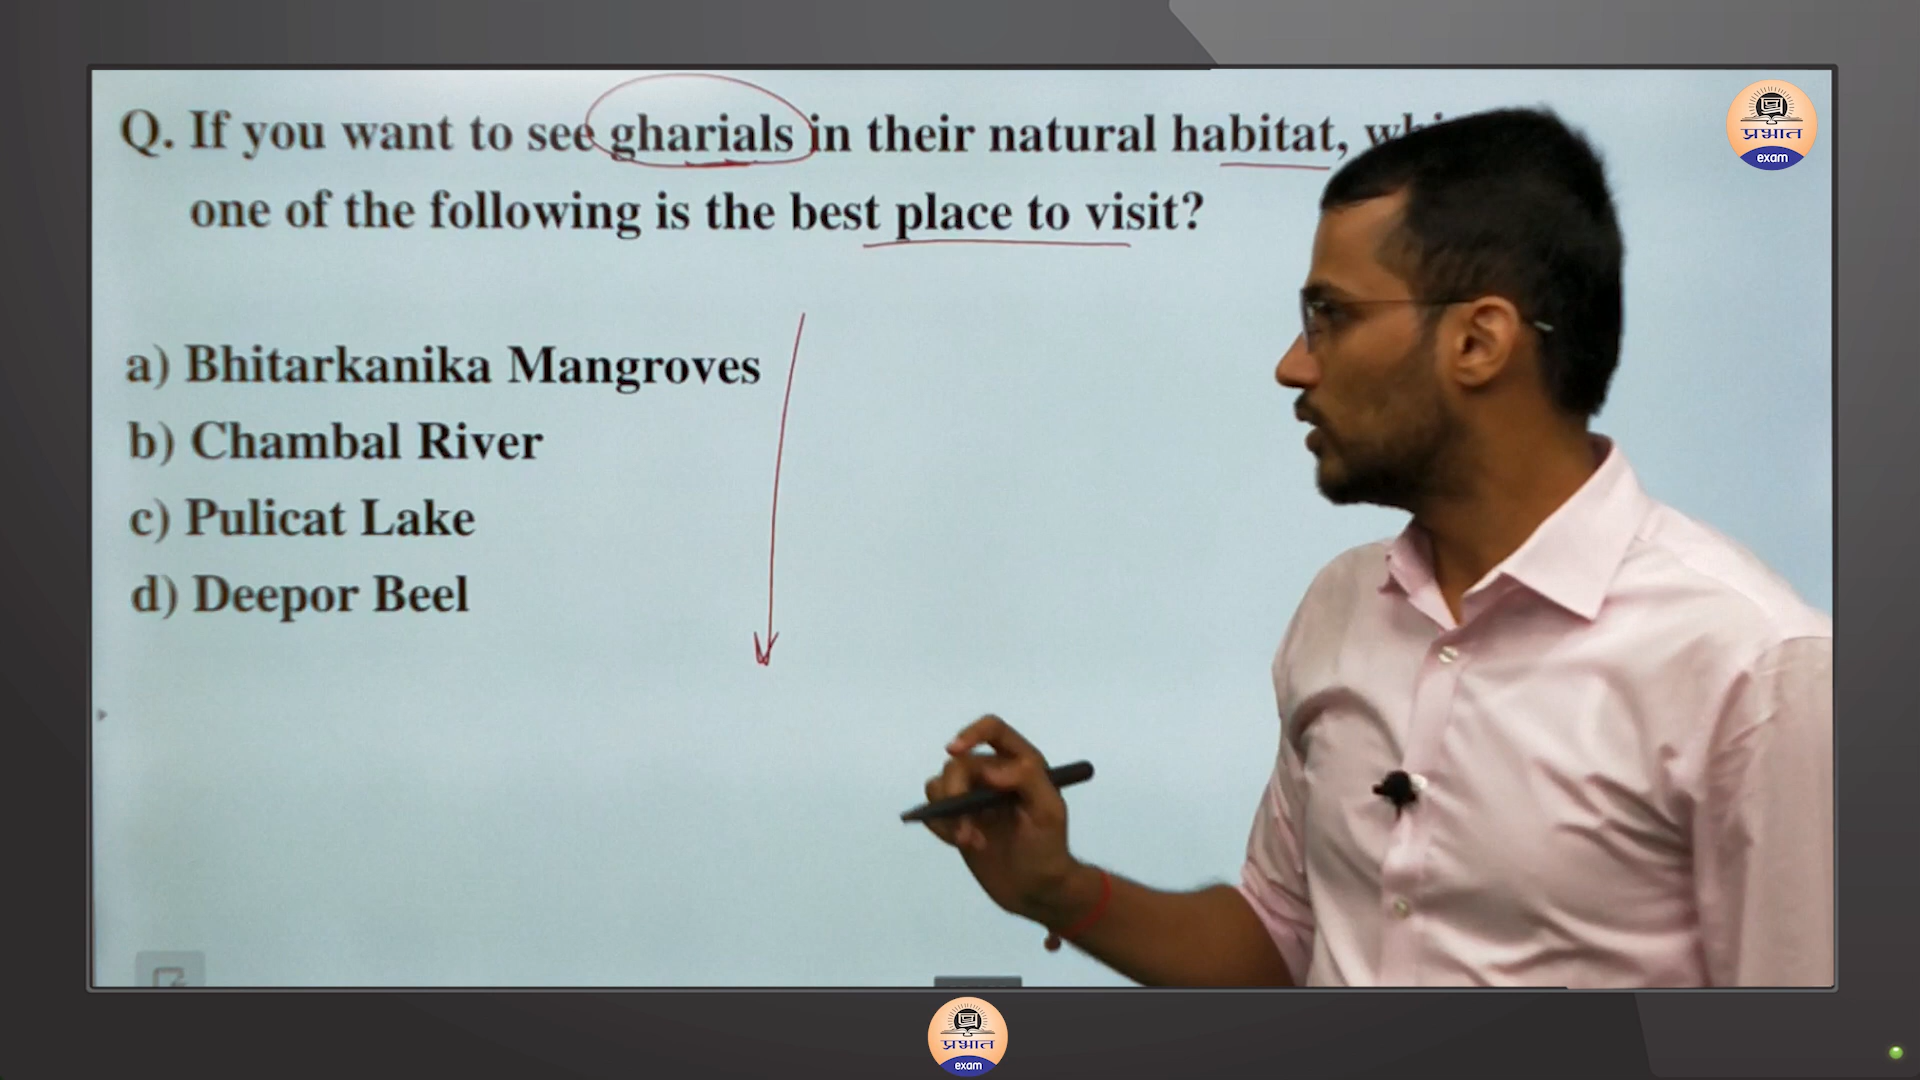 Q. If you want to see gharials in their natural habitat,
one of the following is the best place to visit?
a) Bhitarkanika Mangroves
b) Chambal River
c) Pulicat Lake
d) Deepor Beel
प्रभात
exam
प्रभात
exam